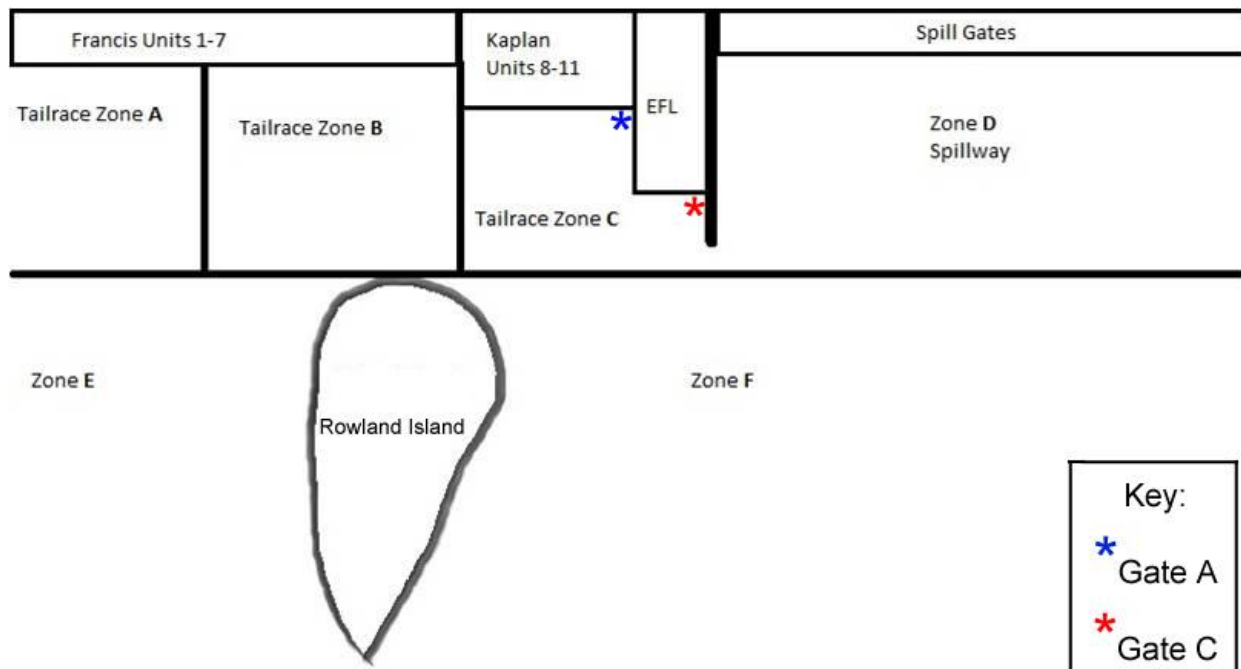 Francis Units 1-7
Kaplan
Units 8-11
EFL
Spill Gates
Tailrace Zone A
Tailrace Zone B
Tailrace Zone C
Zone D
Spillway
Zone E
Rowland Island
Zone F
Key:
* Gate A
* Gate C